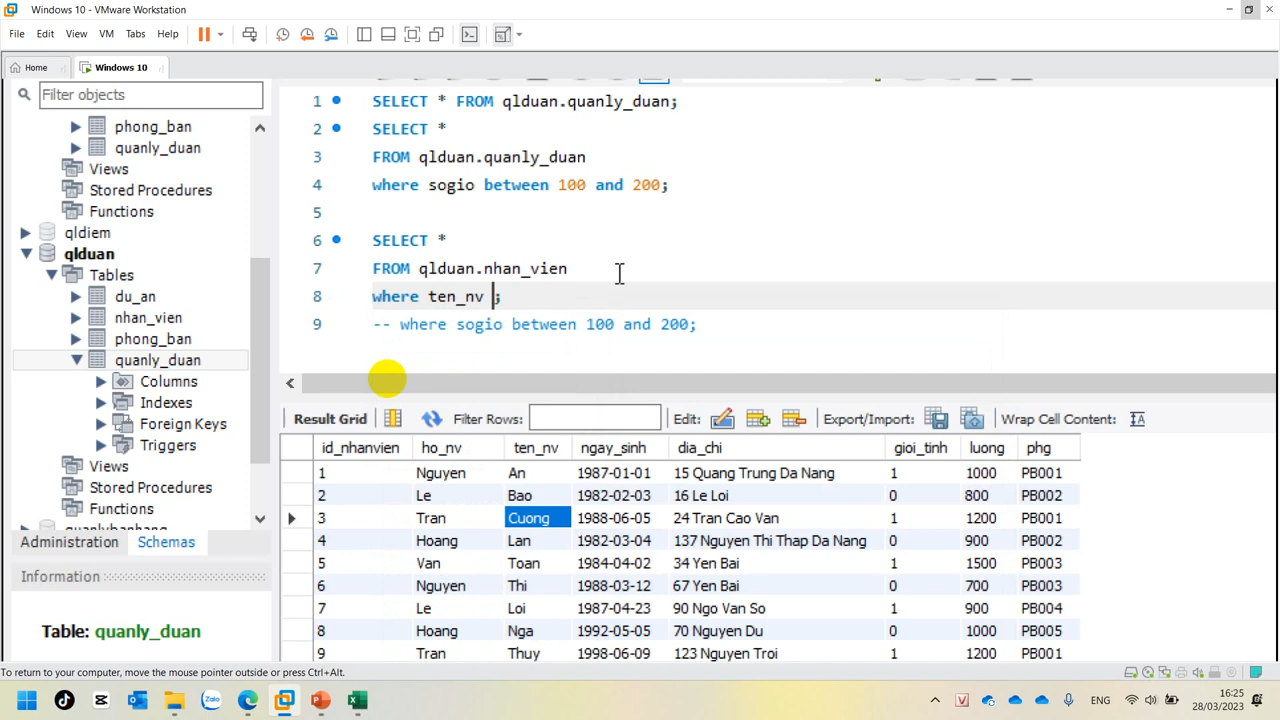 Windows 10 - VMware Workstation
File Edit View VM Tabs Help
Home Windows 10
Filter objects
phong_ban
quanly_duan
Views
Stored Procedures
Functions
qldiem
qlduan
Tables
du_an
nhan_vien
phong_ban
quanly_duan
Columns
Indexes
Foreign Keys
Triggers
Views
Stored Procedures
Functions
quanlybanhang
Administration Schemas
Information
Table: quanly_duan
1 SELECT * FROM qlduan.quanly_duan;
2 SELECT *
3 FROM qlduan.quanly_duan
4 where sogio between 100 and 200;
5
6 SELECT *
7 FROM qlduan.nhan_vien
8 where ten_nv ;
9 -- where sogio between 100 and 200;
Result Grid Filter Rows: Edit: Export/Import: Wrap Cell Content:
id_nhanvien ho_nv ten_nv ngay_sinh dia_chi gioi_tinh luong phg
1 Nguyen An 1987-01-01 15 Quang Trung Da Nang 1 1000 PB001
2 Le Bao 1982-02-03 16 Le Loi 0 800 PB002
3 Tran Cuong 1988-06-05 24 Tran Cao Van 1 1200 PB001
4 Hoang Lan 1982-03-04 137 Nguyen Thi Thap Da Nang 0 900 PB002
5 Van Toan 1984-04-02 34 Yen Bai 1 1500 PB003
6 Nguyen Thi 1988-03-12 67 Yen Bai 0 700 PB003
7 Le Loi 1987-04-23 90 Ngo Van So 1 900 PB004
8 Hoang Nga 1992-05-05 70 Nguyen Du 0 1000 PB005
9 Tran Thuy 1998-06-09 123 Nguyen Troi 1 1200 PB001
To return to your computer, move the mouse pointer outside or press Ctrl+Alt.
Zalo
ENG
16:25
28/03/2023